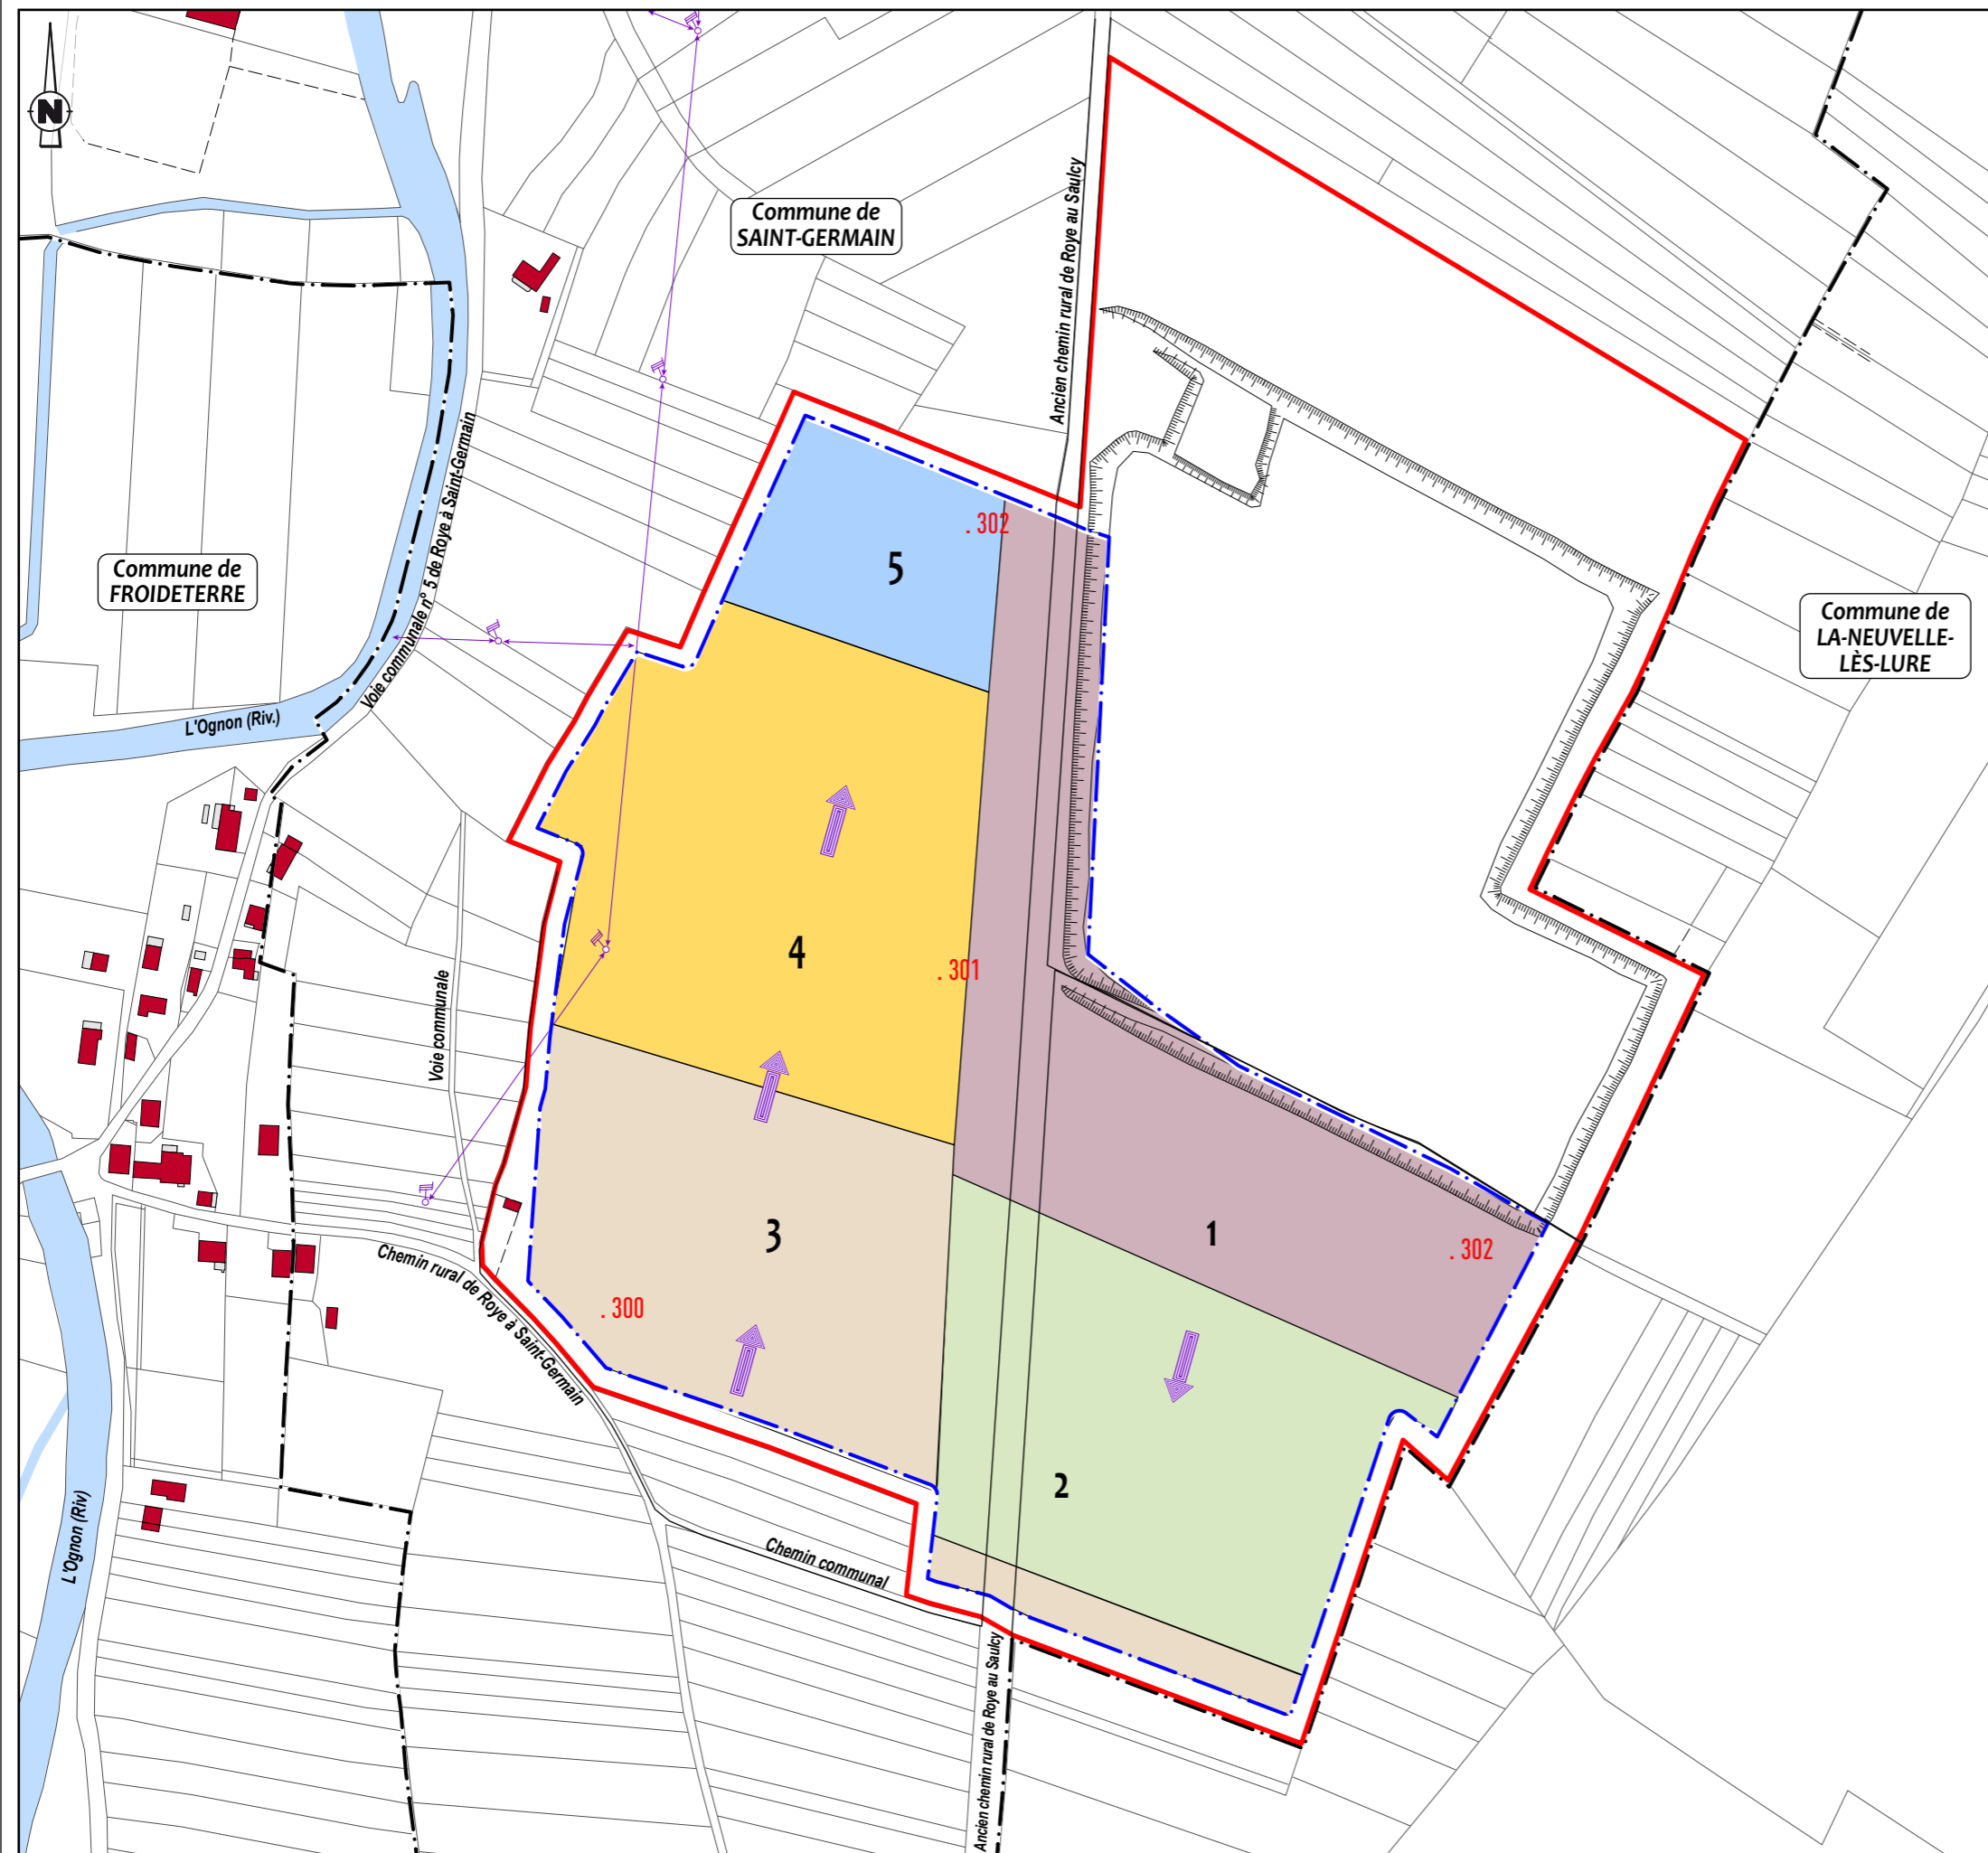 N
Commune de
SAINT-GERMAIN
Ancien chemin rural de Roye au Saulcy
Voie communale n° 5 de Roye à Saint-Germain
. 302
5
Commune de
FROIDETERRE
Commune de
LA-NEUVELLE-
LÈS-LURE
L'Ognon (Riv.)
4
. 301
Voie communale
3
1
. 302
Chemin rural de Roye à Saint-Germain
. 300
2
L'Ognon (Riv)
Chemin communal
Ancien chemin rural de Roye au Saulcy